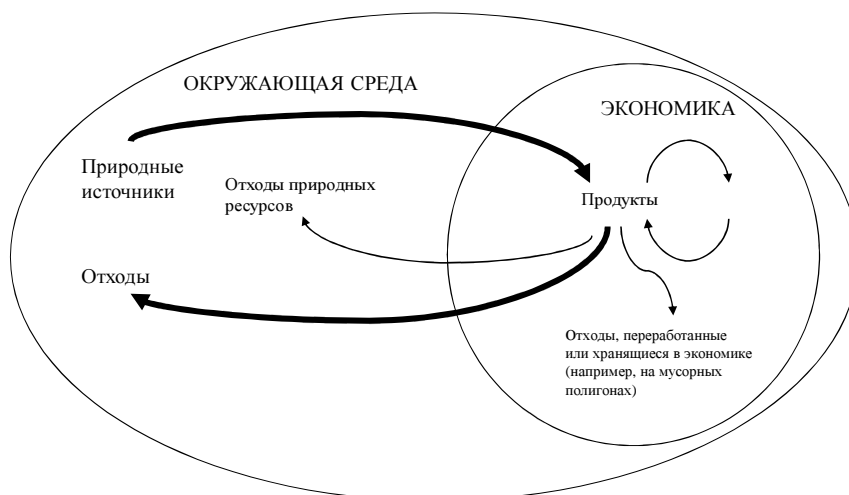 ОКРУЖАЮЩАЯ СРЕДА
ЭКОНОМИКА
Природные
источники
Отходы природных
ресурсов
Продукты
Отходы
Отходы, переработанные
или хранящиеся в экономике
(например, на мусорных
полигонах)